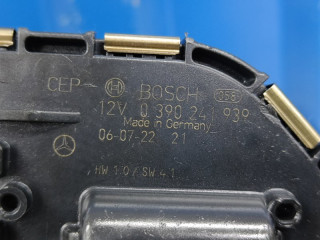 CEP- BOSCH 058
12V 0 390 241 939
Made in Germany
06-07-22 21
HW 1.0 / SW 4.1